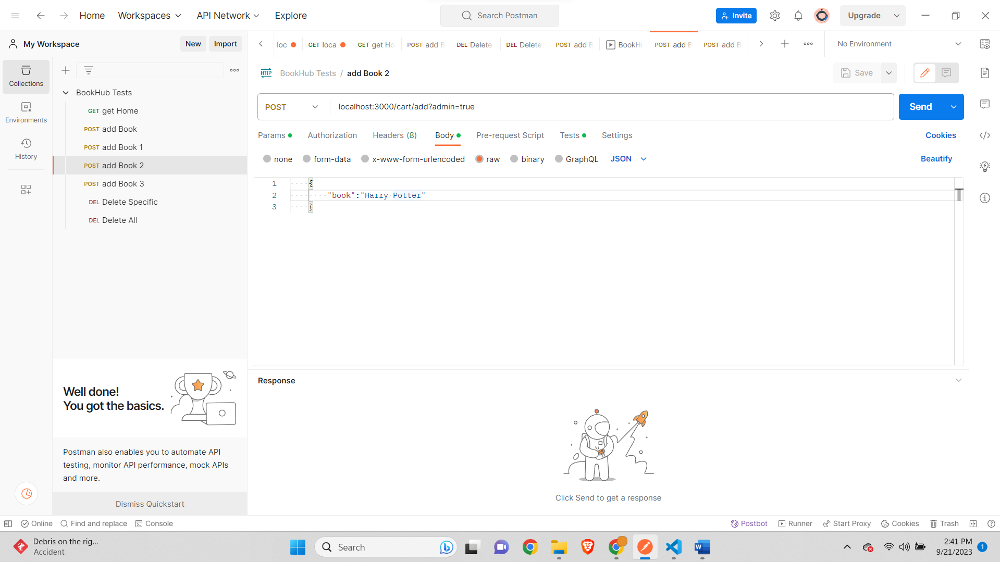 Home Workspaces API Network Explore Search Postman Invite Upgrade
My Workspace New Import loc GET loca GET get Ho POST add B DEL Delete DEL Delete POST add B BookHu POST add B POST add B No Environment
Collections
Environments
History
BookHub Tests
GET get Home
POST add Book
POST add Book 1
POST add Book 2
POST add Book 3
DEL Delete Specific
DEL Delete All
HTTP BookHub Tests / add Book 2 Save
POST localhost:3000/cart/add?admin=true Send
Params Authorization Headers (8) Body Pre-request Script Tests Settings Cookies
none form-data x-www-form-urlencoded raw binary GraphQL JSON Beautify
1 {
2 "book":"Harry Potter"
3 }
Response
Click Send to get a response
Well done!
You got the basics.
Postman also enables you to automate API
testing, monitor API performance, mock APIs
and more.
Dismiss Quickstart
Online Find and replace Console Postbot Runner Start Proxy Cookies Trash
Debris on the rig...
Accident
Search
2:41 PM
9/21/2023
1